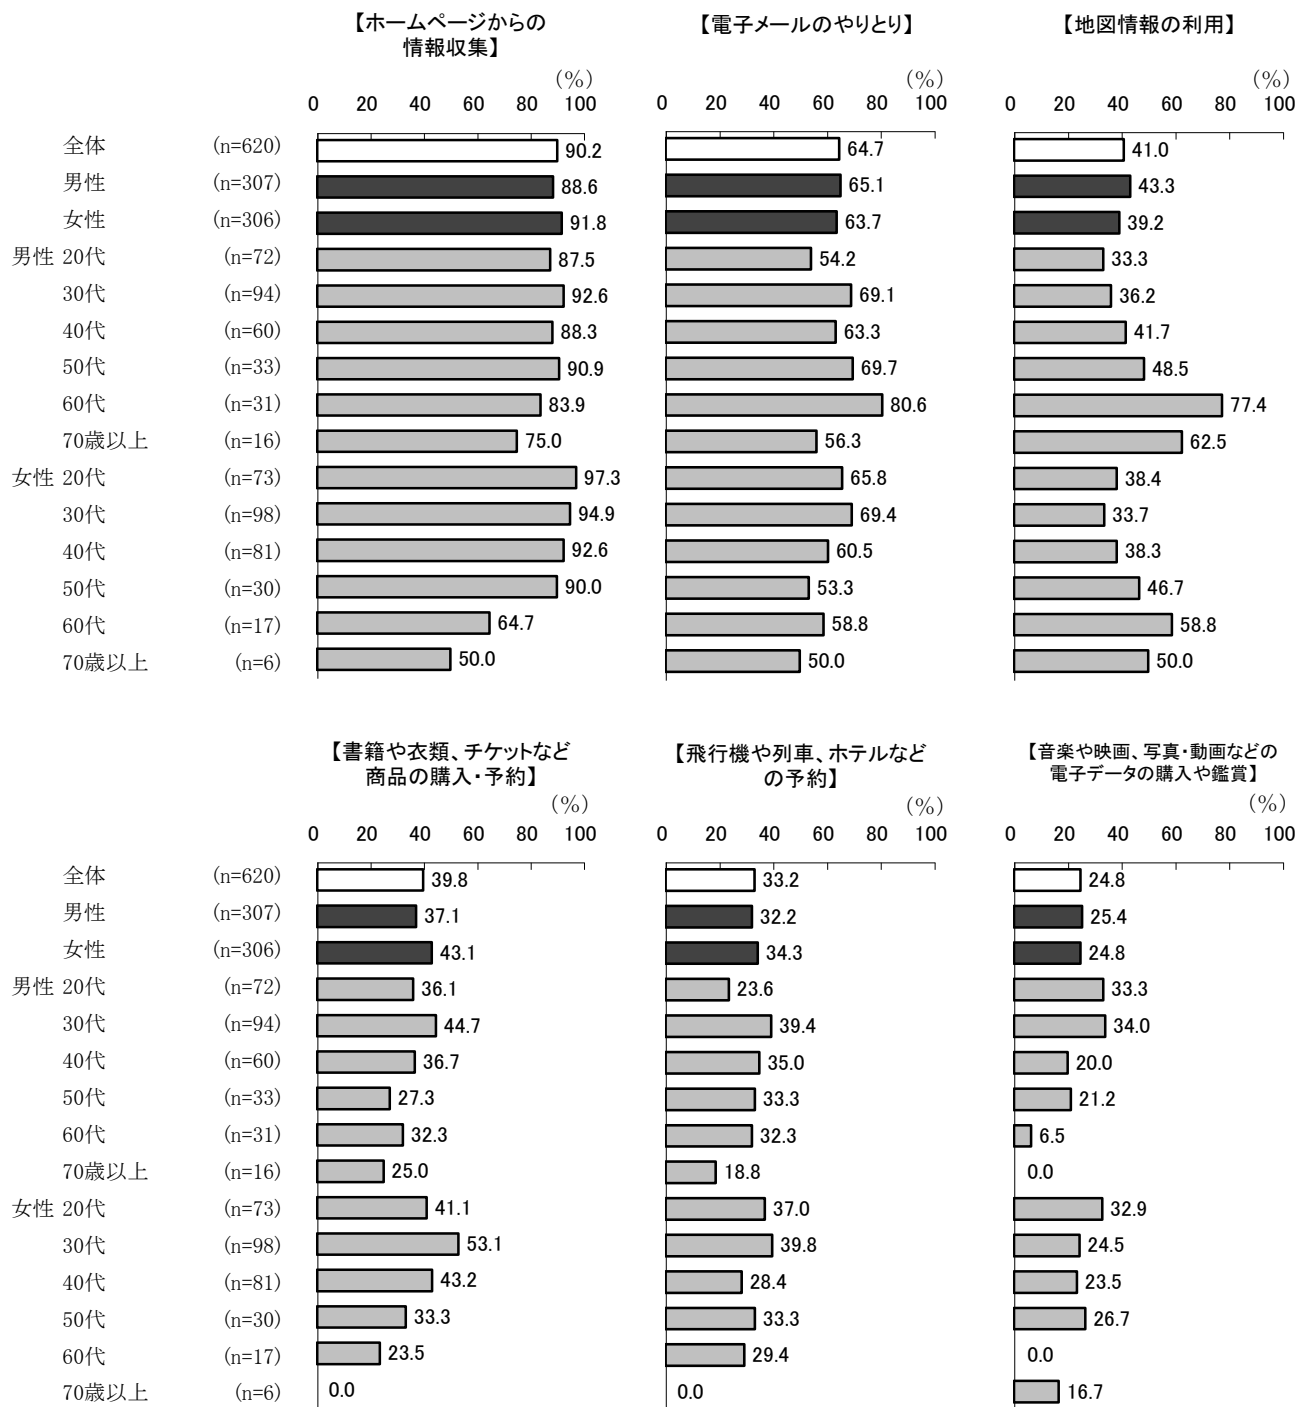 【ホームページからの
情報収集】
【電子メールのやりとり】
【地図情報の利用】
(%)
(%)
(%)
0 20 40 60 80 100
0 20 40 60 80 100
0 20 40 60 80 100
全体 (n=620) 90.2 64.7 41.0
男性 (n=307) 88.6 65.1 43.3
女性 (n=306) 91.8 63.7 39.2
男性 20代 (n=72) 87.5 54.2 33.3
30代 (n=94) 92.6 69.1 36.2
40代 (n=60) 88.3 63.3 41.7
50代 (n=33) 90.9 69.7 48.5
60代 (n=31) 83.9 80.6 77.4
70歳以上 (n=16) 75.0 56.3 62.5
女性 20代 (n=73) 97.3 65.8 38.4
30代 (n=98) 94.9 69.4 33.7
40代 (n=81) 92.6 60.5 38.3
50代 (n=30) 90.0 53.3 46.7
60代 (n=17) 64.7 58.8 58.8
70歳以上 (n=6) 50.0 50.0 50.0
【書籍や衣類、チケットなど
商品の購入・予約】
【飛行機や列車、ホテルなど
の予約】
【音楽や映画、写真・動画などの
電子データの購入や鑑賞】
(%)
(%)
(%)
0 20 40 60 80 100
0 20 40 60 80 100
0 20 40 60 80 100
全体 (n=620) 39.8 33.2 24.8
男性 (n=307) 37.1 32.2 25.4
女性 (n=306) 43.1 34.3 24.8
男性 20代 (n=72) 36.1 23.6 33.3
30代 (n=94) 44.7 39.4 34.0
40代 (n=60) 36.7 35.0 20.0
50代 (n=33) 27.3 33.3 21.2
60代 (n=31) 32.3 32.3 6.5
70歳以上 (n=16) 25.0 18.8 0.0
女性 20代 (n=73) 41.1 37.0 32.9
30代 (n=98) 53.1 39.8 24.5
40代 (n=81) 43.2 28.4 23.5
50代 (n=30) 33.3 33.3 26.7
60代 (n=17) 23.5 29.4 0.0
70歳以上 (n=6) 0.0 0.0 16.7